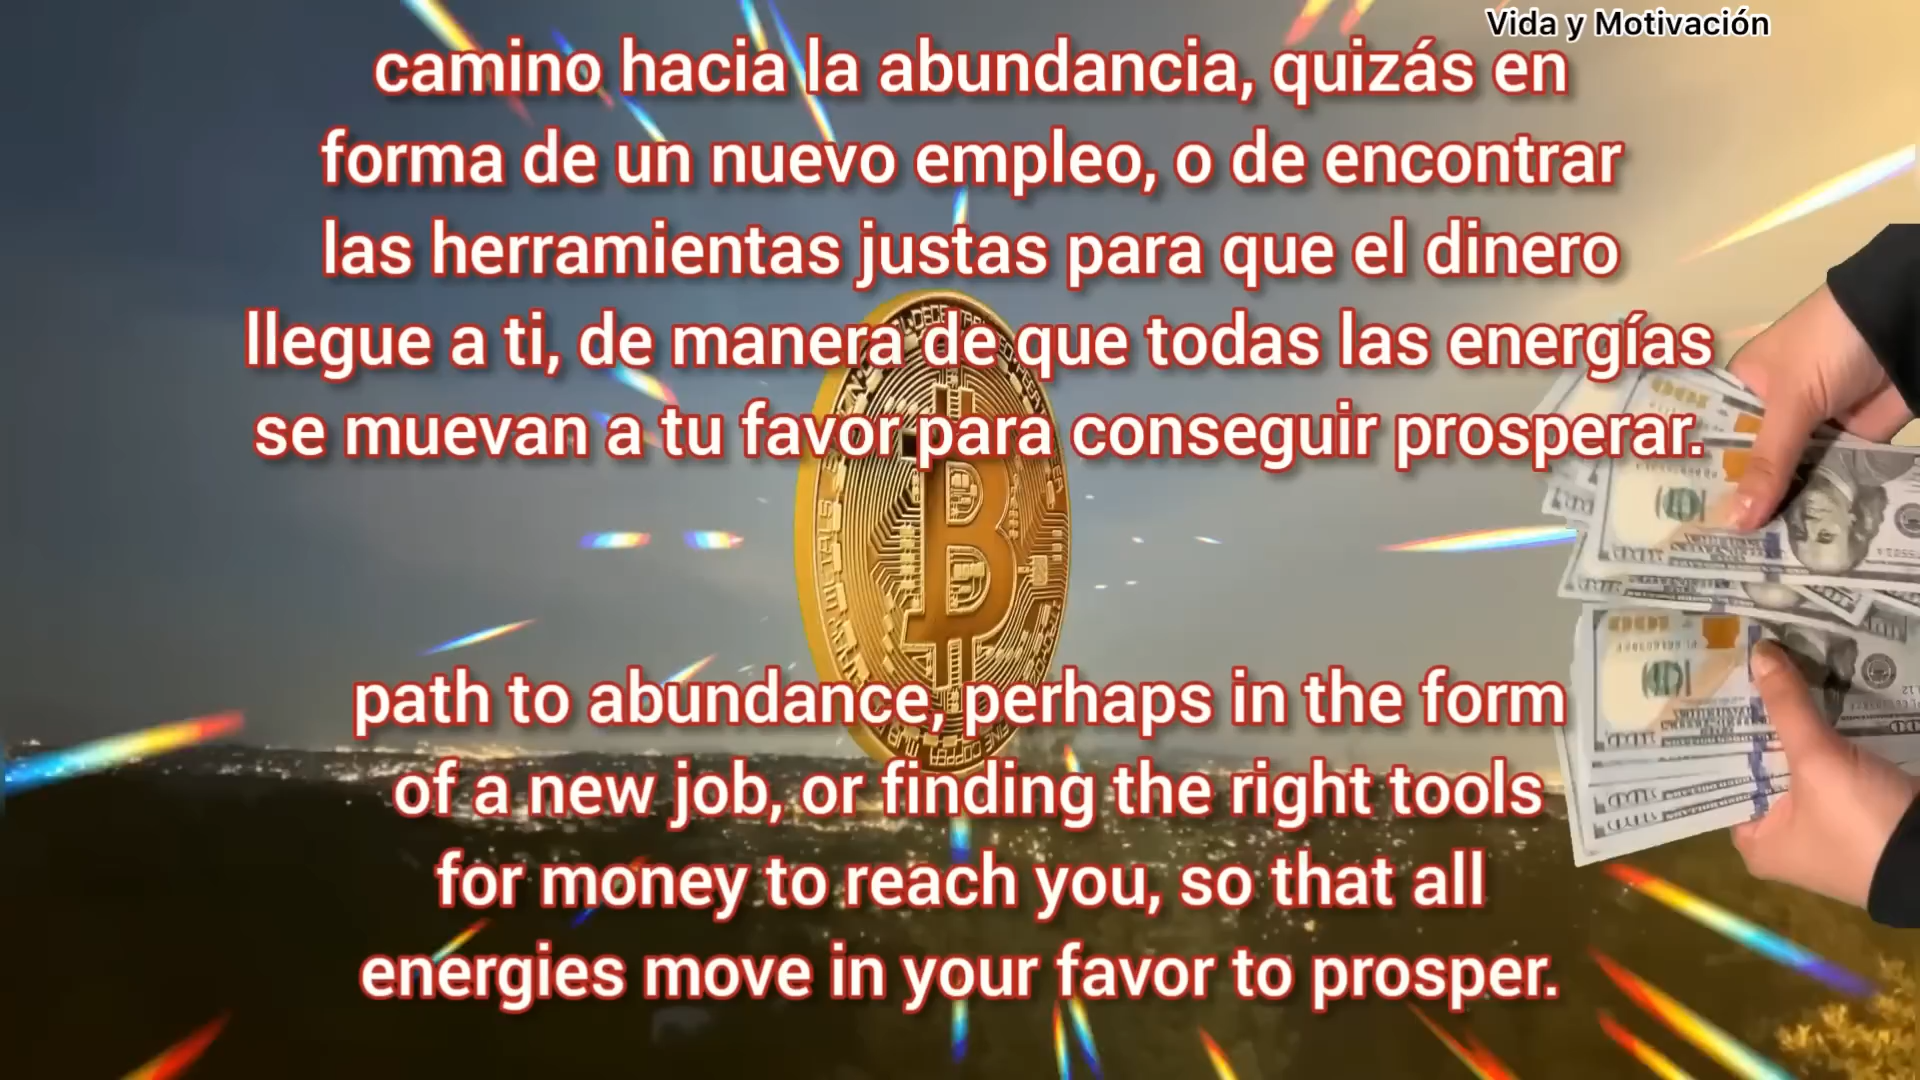 Vida y Motivación
camino hacia la abundancia, quizás en
forma de un nuevo empleo, o de encontrar
las herramientas justas para que el dinero
llegue a ti, de manera de que todas las energías
se muevan a tu favor para conseguir prosperar.
path to abundance, perhaps in the form
of a new job, or finding the right tools
for money to reach you, so that all
energies move in your favor to prosper.